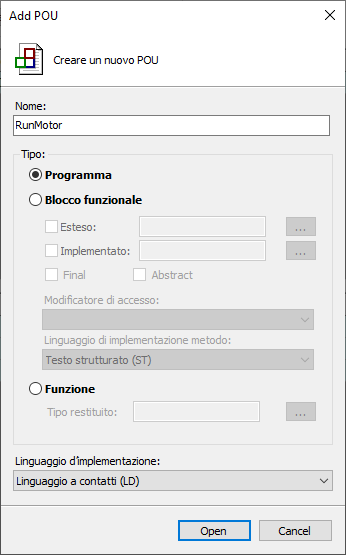 Add POU
Creare un nuovo POU
Nome:
RunMotor
Tipo:
Programma
Blocco funzionale
Esteso:
...
Implementato:
...
Final Abstract
Modificatore di accesso:
Linguaggio di implementazione metodo:
Testo strutturato (ST)
Funzione
Tipo restituito:
...
Linguaggio d'implementazione:
Linguaggio a contatti (LD)
Open Cancel